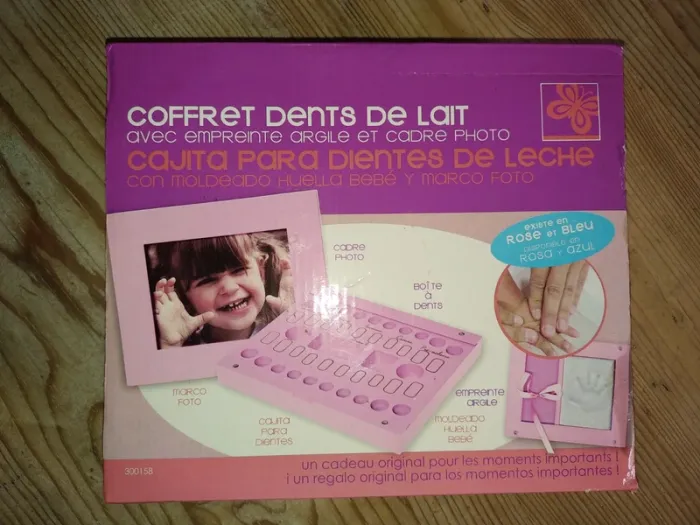 COFFRET DENTS DE LAIT
AVEC EMPREINTE ARGILE ET CADRE PHOTO
CAJITA PARA DIENTES DE LECHE
CON MOLDEADO HUELLA BEBÉ Y MARCO FOTO
EXISTE EN
ROSE ET BLEU
DISPONIBLE EN
ROSA Y AZUL
CADRE
PHOTO
BOÎTE
À
DENTS
MARCO
FOTO
CAJITA
PARA
DIENTES
EMPREINTE
ARGILE
MOLDEADO
HUELLA
BEBÉ
un cadeau original pour les moments importants !
¡ un regalo original para los momentos importantes !
300158